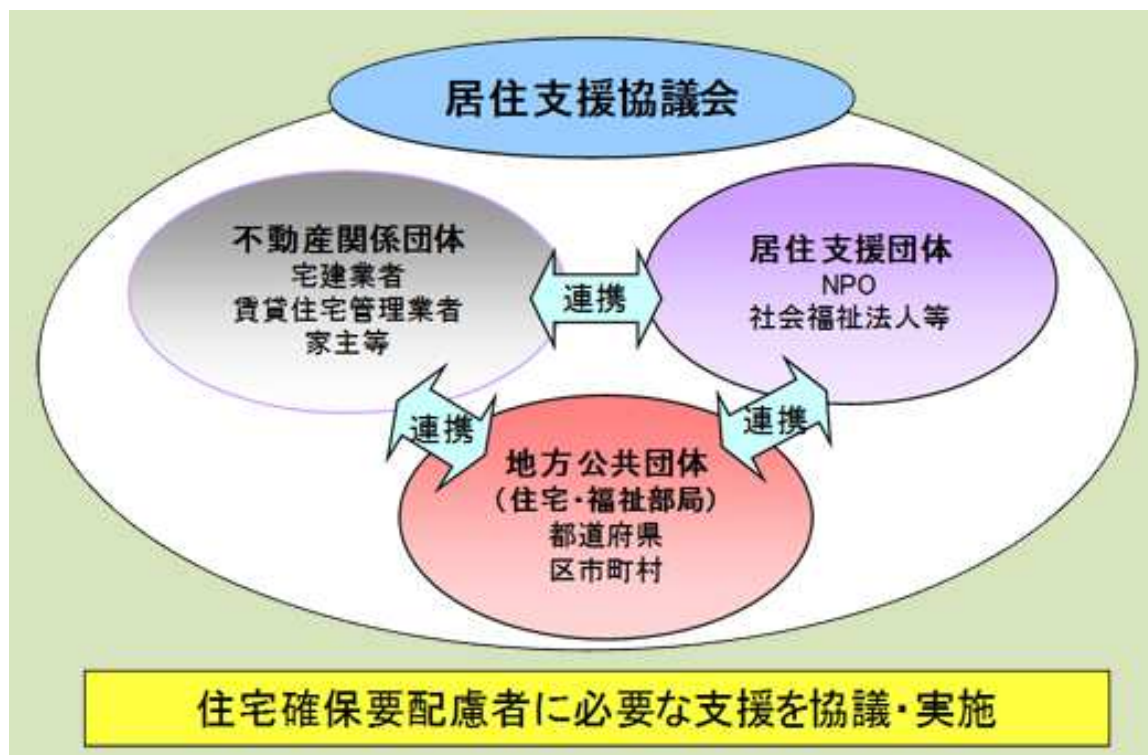 居住支援協議会
不動産関係団体
宅建業者
賃貸住宅管理業者
家主等
連携
居住支援団体
NPO
社会福祉法人等
連携
連携
地方公共団体
(住宅・福祉部局)
都道府県
区市町村
住宅確保要配慮者に必要な支援を協議・実施